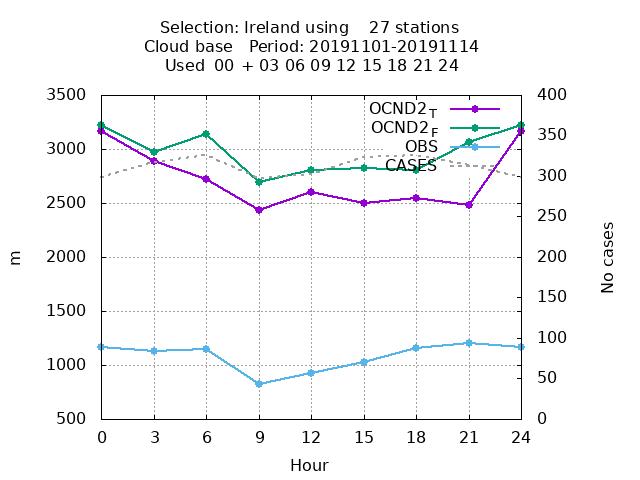 Selection: Ireland using    27 stations
Cloud base   Period: 20191101-20191114
Used  00 + 03 06 09 12 15 18 21 24
3500
3000
2500
2000
1500
1000
500
m
400
350
300
250
200
150
100
50
0
No cases
OCND2 T
OCND2 F
OBS
CASES
0 3 6 9 12 15 18 21 24
Hour